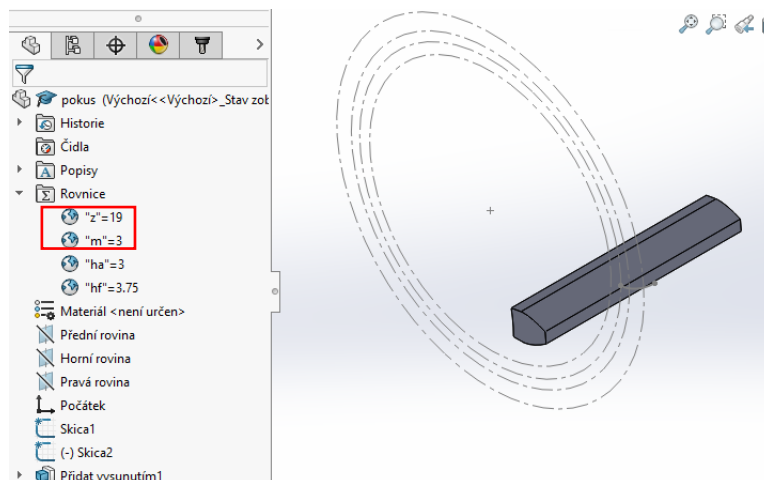 pokus (Výchozí<<Výchozí>_Stav zob
Historie
Čidla
Popisy
Rovnice
"z"=19
"m"=3
"ha"=3
"hf"=3.75
Materiál <není určen>
Přední rovina
Horní rovina
Pravá rovina
Počátek
Skica1
(-) Skica2
Přidat vysunutím1